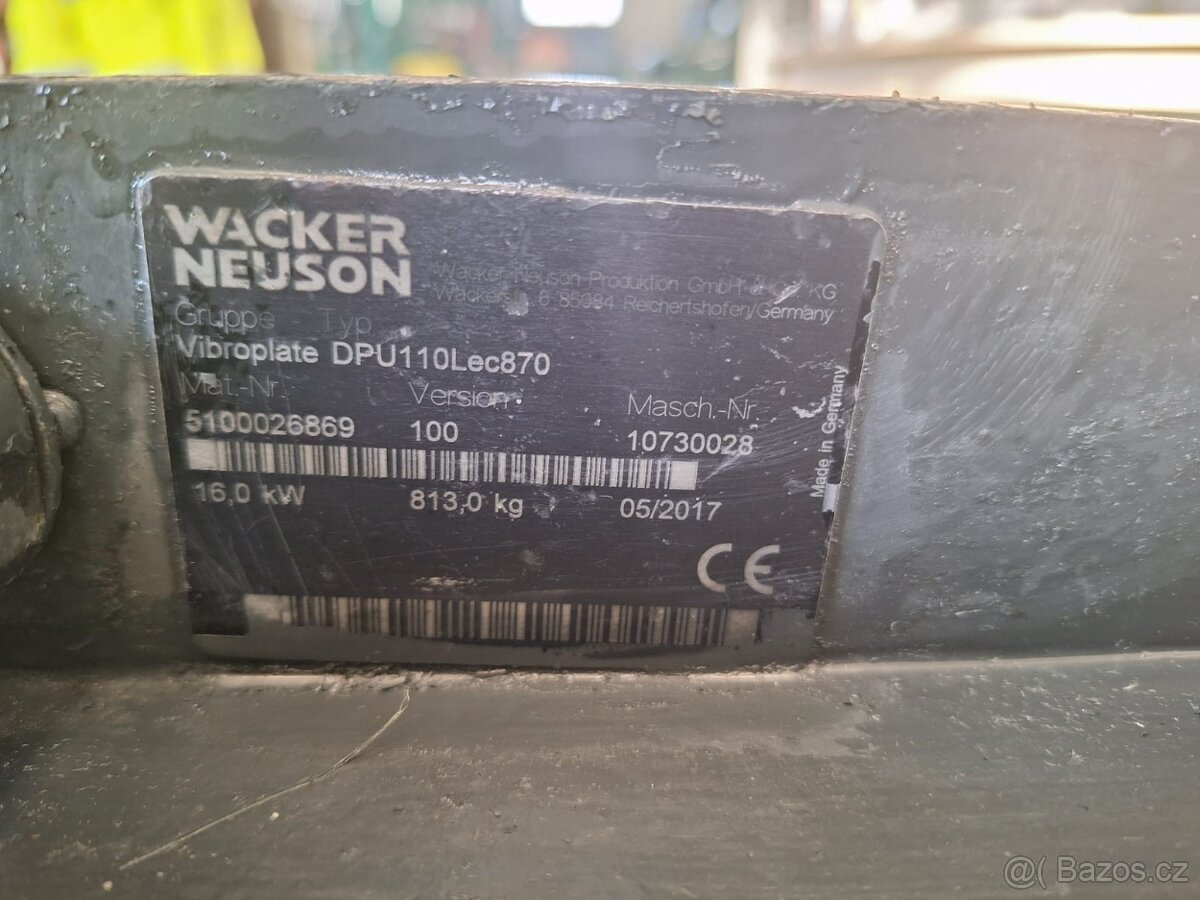 WACKER
NEUSON
Wacker Neuson Produktion GmbH & Co. KG
6 85084 Reichertshofen/Germany
Gruppe Typ
Vibroplate DPU110Lec870
Mat.-Nr. Version Masch.-Nr.
5100026869 100 10730028
16,0 kW 813,0 kg 05/2017
Made in Germany
CE
@( Bazos.cz